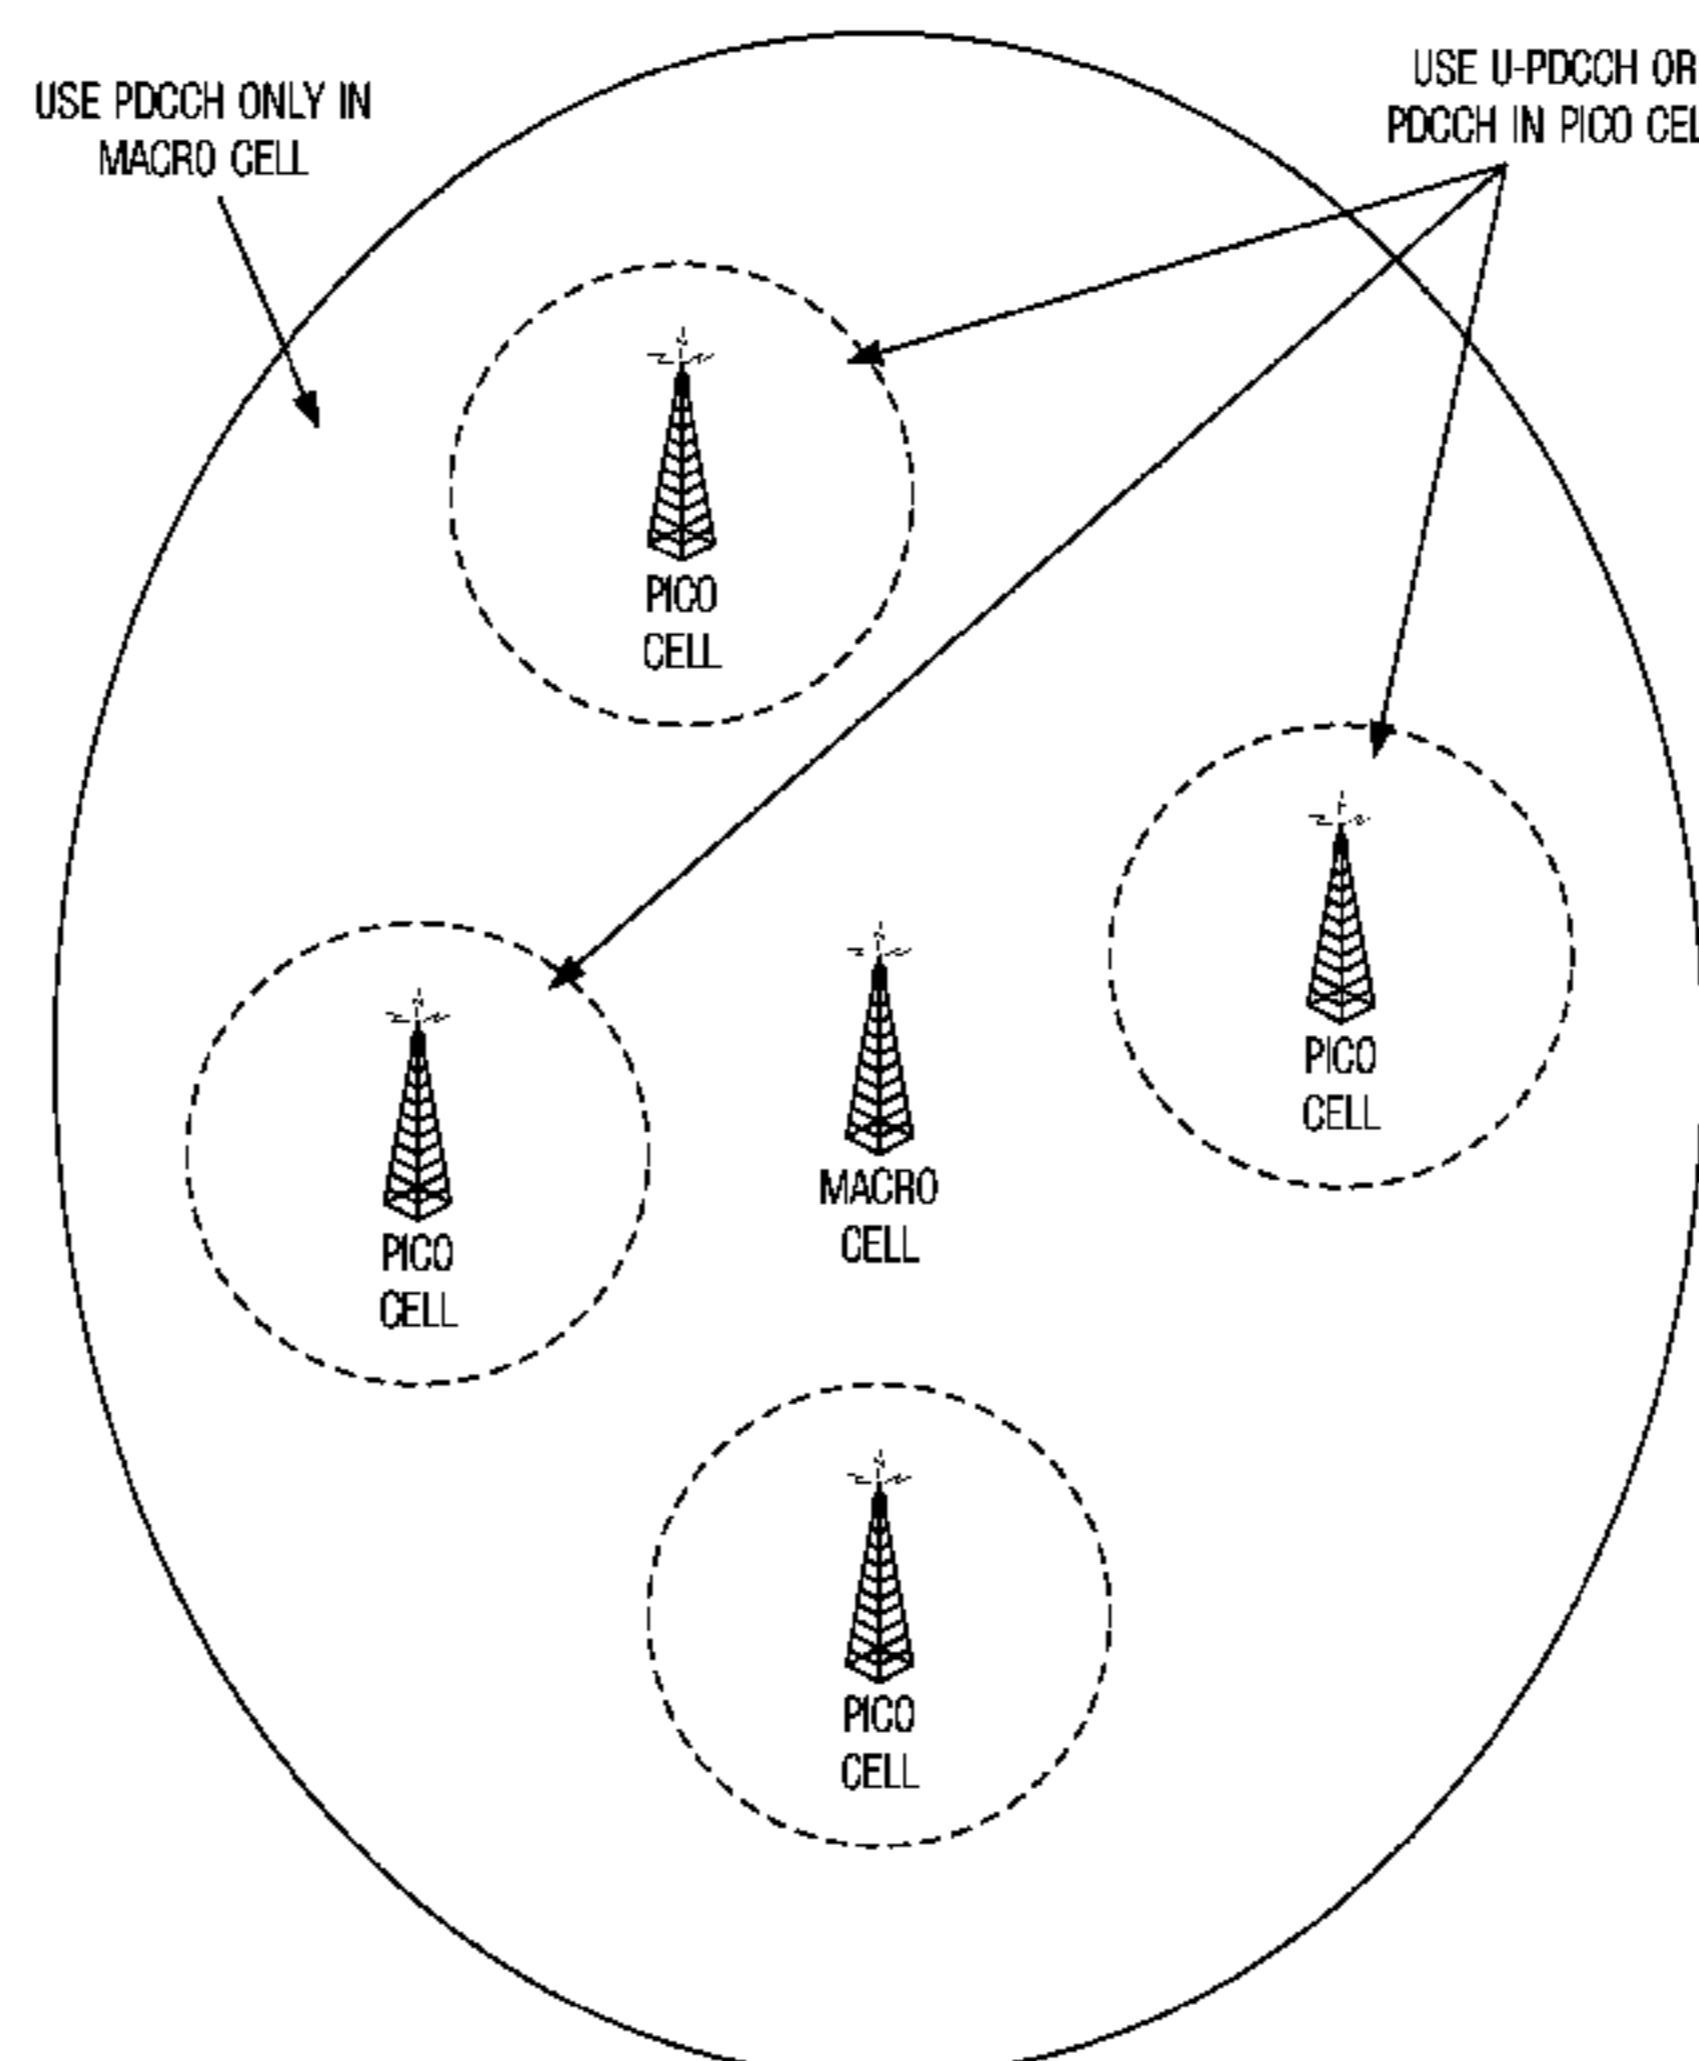 USE PDCCH ONLY IN
MACRO CELL
USE U-PDCCH OR
PDCCH IN PICO CEL
PICO
CELL
PICO
CELL
MACRO
CELL
PICO
CELL
PICO
CELL